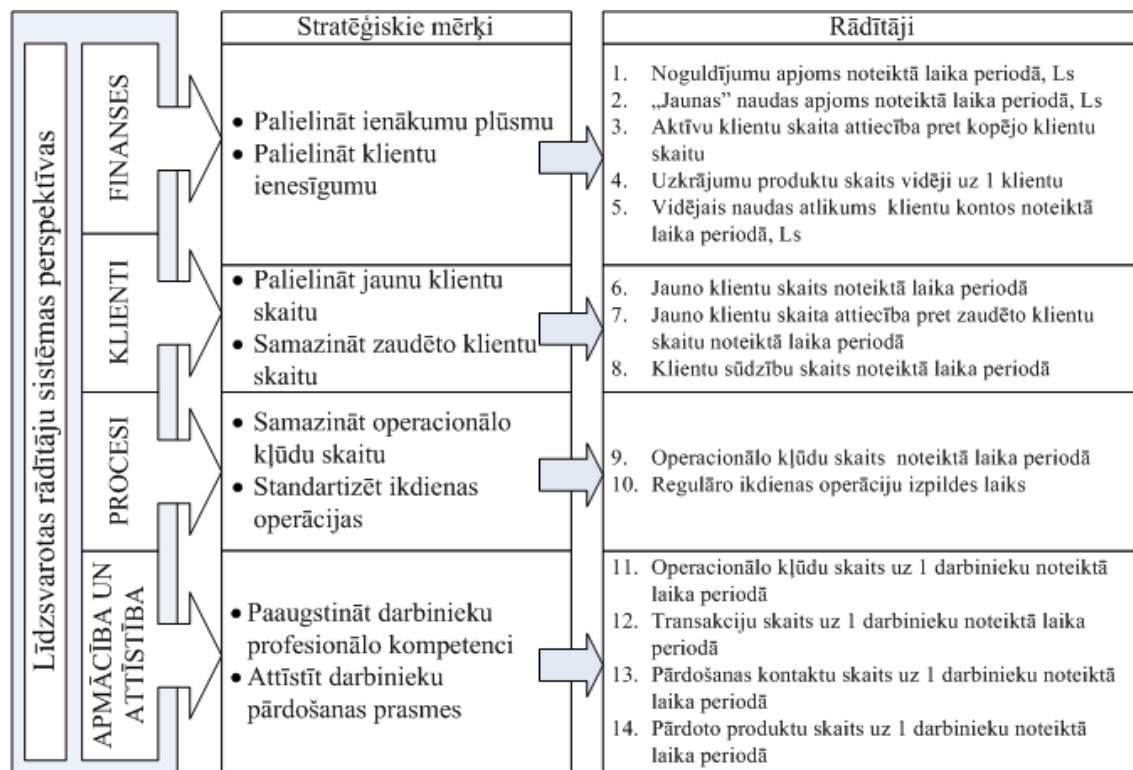 Līdzsvarotas rādītāju sistēmas perspektīvas
Stratēģiskie mērķi
Rādītāji
FINANSES
• Palielināt ienākumu plūsmu
• Palielināt klientu
ienesīgumu
1. Noguldījumu apjoms noteiktā laika periodā, Ls
2. „Jaunas” naudas apjoms noteiktā laika periodā, Ls
3. Aktīvu klientu skaita attiecība pret kopējo klientu
skaitu
4. Uzkrājumu produktu skaits vidēji uz 1 klientu
5. Vidējais naudas atlikums klientu kontos noteiktā
laika periodā, Ls
KLIENTI
• Palielināt jaunu klientu
skaitu
• Samazināt zaudēto klientu
skaitu
6. Jauno klientu skaits noteiktā laika periodā
7. Jauno klientu skaita attiecība pret zaudēto klientu
skaitu noteiktā laika periodā
8. Klientu sūdzību skaits noteiktā laika periodā
PROCESI
• Samazināt operacionālo
kļūdu skaitu
• Standartizēt ikdienas
operācijas
9. Operacionālo kļūdu skaits noteiktā laika periodā
10. Regulāro ikdienas operāciju izpildes laiks
APMĀCĪBA UN
ATTĪSTĪBA
• Paaugstināt darbinieku
profesionālo kompetenci
• Attīstīt darbinieku
pārdošanas prasmes
11. Operacionālo kļūdu skaits uz 1 darbinieku noteiktā
laika periodā
12. Transakciju skaits uz 1 darbinieku noteiktā laika
periodā
13. Pārdošanas kontaktu skaits uz 1 darbinieku noteiktā
laika periodā
14. Pārdoto produktu skaits uz 1 darbinieku noteiktā
laika periodā